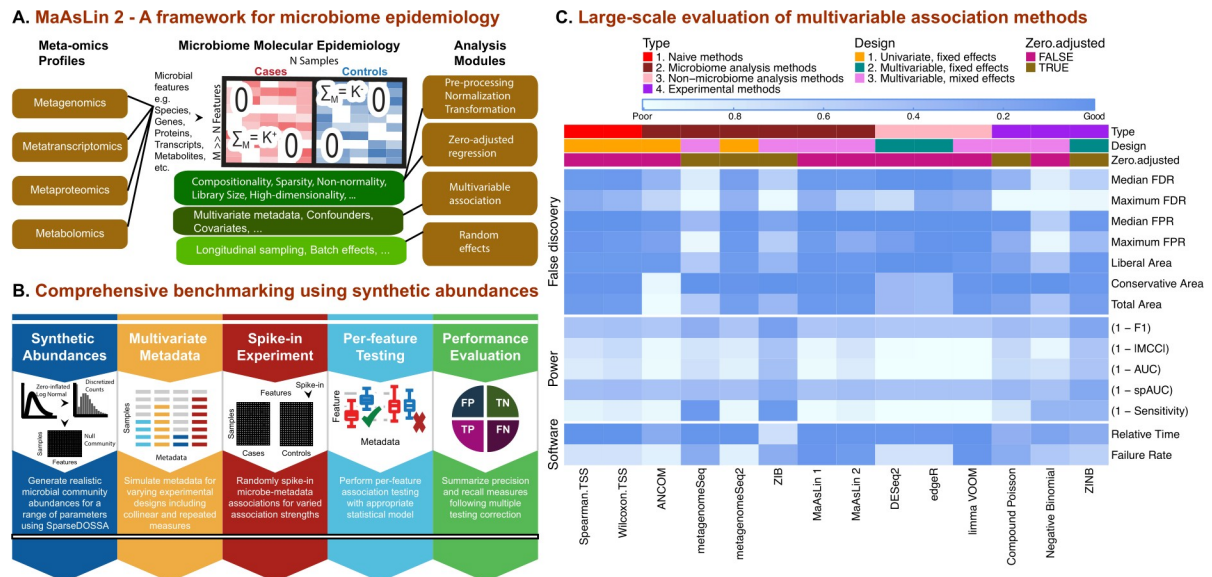 A. MaAsLin 2 - A framework for microbiome epidemiology
Meta-omics
Profiles
Metagenomics
Metatranscriptomics
Metaproteomics
Metabolomics
Microbial
features
e.g.
Species,
Genes,
Proteins,
Transcripts,
Metabolites,
etc.
Microbiome Molecular Epidemiology
N Samples
Cases
Controls
M >> N Features
0
∑M = K⁻
∑M = K⁺
0
0
0
Compositionality, Sparsity, Non-normality,
Library Size, High-dimensionality, ...
Multivariate metadata, Confounders,
Covariates, ...
Longitudinal sampling, Batch effects, ...
Analysis
Modules
Pre-processing
Normalization
Transformation
Zero-adjusted
regression
Multivariable
association
Random
effects
B. Comprehensive benchmarking using synthetic abundances
Synthetic
Abundances
Zero-inflated
Log Normal
Discretized
Counts
Samples
Features
Null
Community
Generate realistic
microbial community
abundances for a
range of parameters
using SparseDOSSA
Multivariate
Metadata
Samples
Metadata
Simulate metadata for
varying experimental
designs including
collinear and repeated
measures
Spike-in
Experiment
Spike-in
Features
Samples
Cases
Controls
Randomly spike-in
microbe-metadata
associations for varied
association strengths
Per-feature
Testing
Feature
Metadata
Perform per-feature
association testing
with appropriate
statistical model
Performance
Evaluation
FP
TN
TP
FN
Summarize precision
and recall measures
following multiple
testing correction
C. Large-scale evaluation of multivariable association methods
Type
1. Naive methods
2. Microbiome analysis methods
3. Non-microbiome analysis methods
4. Experimental methods
Design
1. Univariate, fixed effects
2. Multivariable, fixed effects
3. Multivariable, mixed effects
Zero.adjusted
FALSE
TRUE
Poor
0.8
0.6
0.4
0.2
Good
Type
Design
Zero.adjusted
False discovery
Median FDR
Maximum FDR
Median FPR
Maximum FPR
Liberal Area
Conservative Area
Total Area
Power
(1 - F1)
(1 - |MCC|)
(1 - AUC)
(1 - spAUC)
(1 - Sensitivity)
Software
Relative Time
Failure Rate
Spearman.TSS
Wilcoxon.TSS
ANCOM
metagenomeSeq
metagenomeSeq2
ZIB
MaAsLin 1
MaAsLin 2
DESeq2
edgeR
limma VOOM
Compound Poisson
Negative Binomial
ZINB